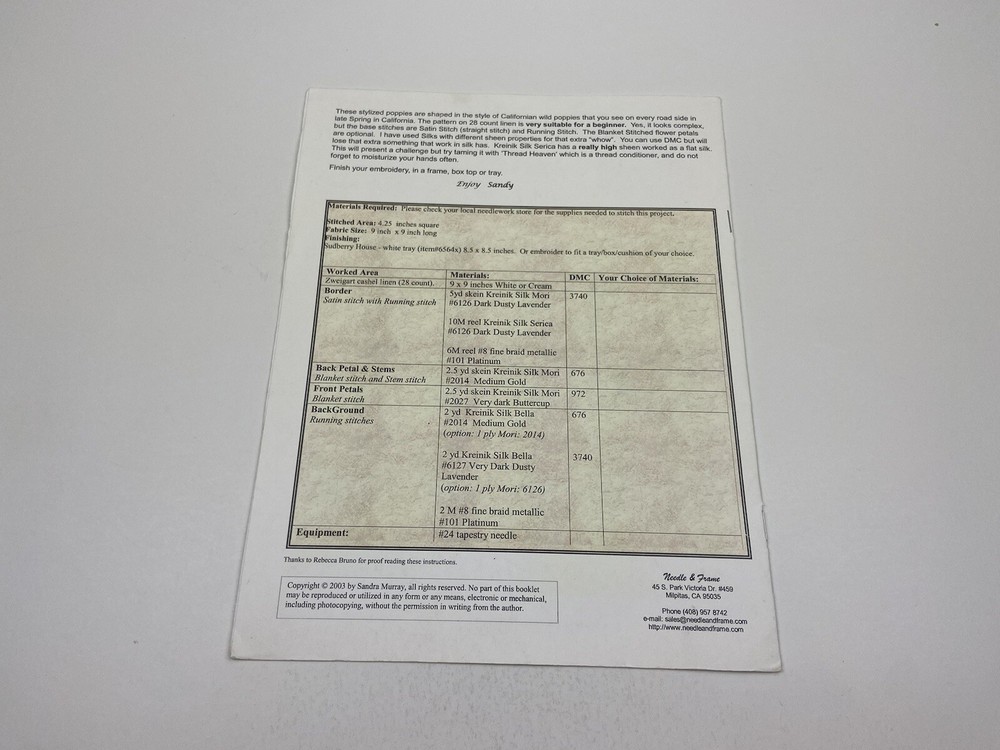 These stylized poppies are shaped in the style of Californian wild poppies that you see on every road side in
late Spring in California. The pattern on 28 count linen is very suitable for a beginner. Yes, it looks complex,
but the base stitches are Satin Stitch (straight stitch) and Running Stitch. The Blanket Stitched flower petals
are optional. I have used Silks with different sheen properties for that extra "whow". You can use DMC but will
lose that extra something that work in silk has. Kreinik Silk Serica has a really high sheen worked as a flat silk.
This will present a challenge but try taming it with 'Thread Heaven' which is a thread conditioner, and do not
forget to moisturize your hands often.
Finish your embroidery, in a frame, box top or tray.
Enjoy Sandy
Materials Required: Please check your local needlework store for the supplies needed to stitch this project.
Stitched Area: 4.25 inches square
Fabric Size: 9 inch x 9 inch long
Finishing:
Sudberry House - white tray (item#6564x) 8.5 x 8.5 inches. Or embroider to fit a tray/box/cushion of your choice.
Worked Area Materials: DMC Your Choice of Materials:
Zweigart cashel linen (28 count). 9 x 9 inches White or Cream
Border 5yd skein Kreinik Silk Mori 3740
Satin stitch with Running stitch #6126 Dark Dusty Lavender
10M reel Kreinik Silk Serica
#6126 Dark Dusty Lavender
6M reel #8 fine braid metallic
#101 Platinum
Back Petal & Stems 2.5 yd skein Kreinik Silk Mori 676
Blanket stitch and Stem stitch #2014 Medium Gold
Front Petals 2.5 yd skein Kreinik Silk Mori 972
Blanket stitch #2027 Very dark Buttercup
BackGround 2 yd Kreinik Silk Bella 676
Running stitches #2014 Medium Gold
(option: 1 ply Mori: 2014)
2 yd Kreinik Silk Bella 3740
#6127 Very Dark Dusty
Lavender
(option: 1 ply Mori: 6126)
2 M #8 fine braid metallic
#101 Platinum
Equipment: #24 tapestry needle
Thanks to Rebecca Bruno for proof reading these instructions.
Copyright © 2003 by Sandra Murray, all rights reserved. No part of this booklet
may be reproduced or utilized in any form or any means, electronic or mechanical,
including photocopying, without the permission in writing from the author.
Needle & Frame
45 S. Park Victoria Dr. #459
Milpitas, CA 95035
Phone (408) 957 8742
e-mail: sales@needleandframe.com
http://www.needleandframe.com